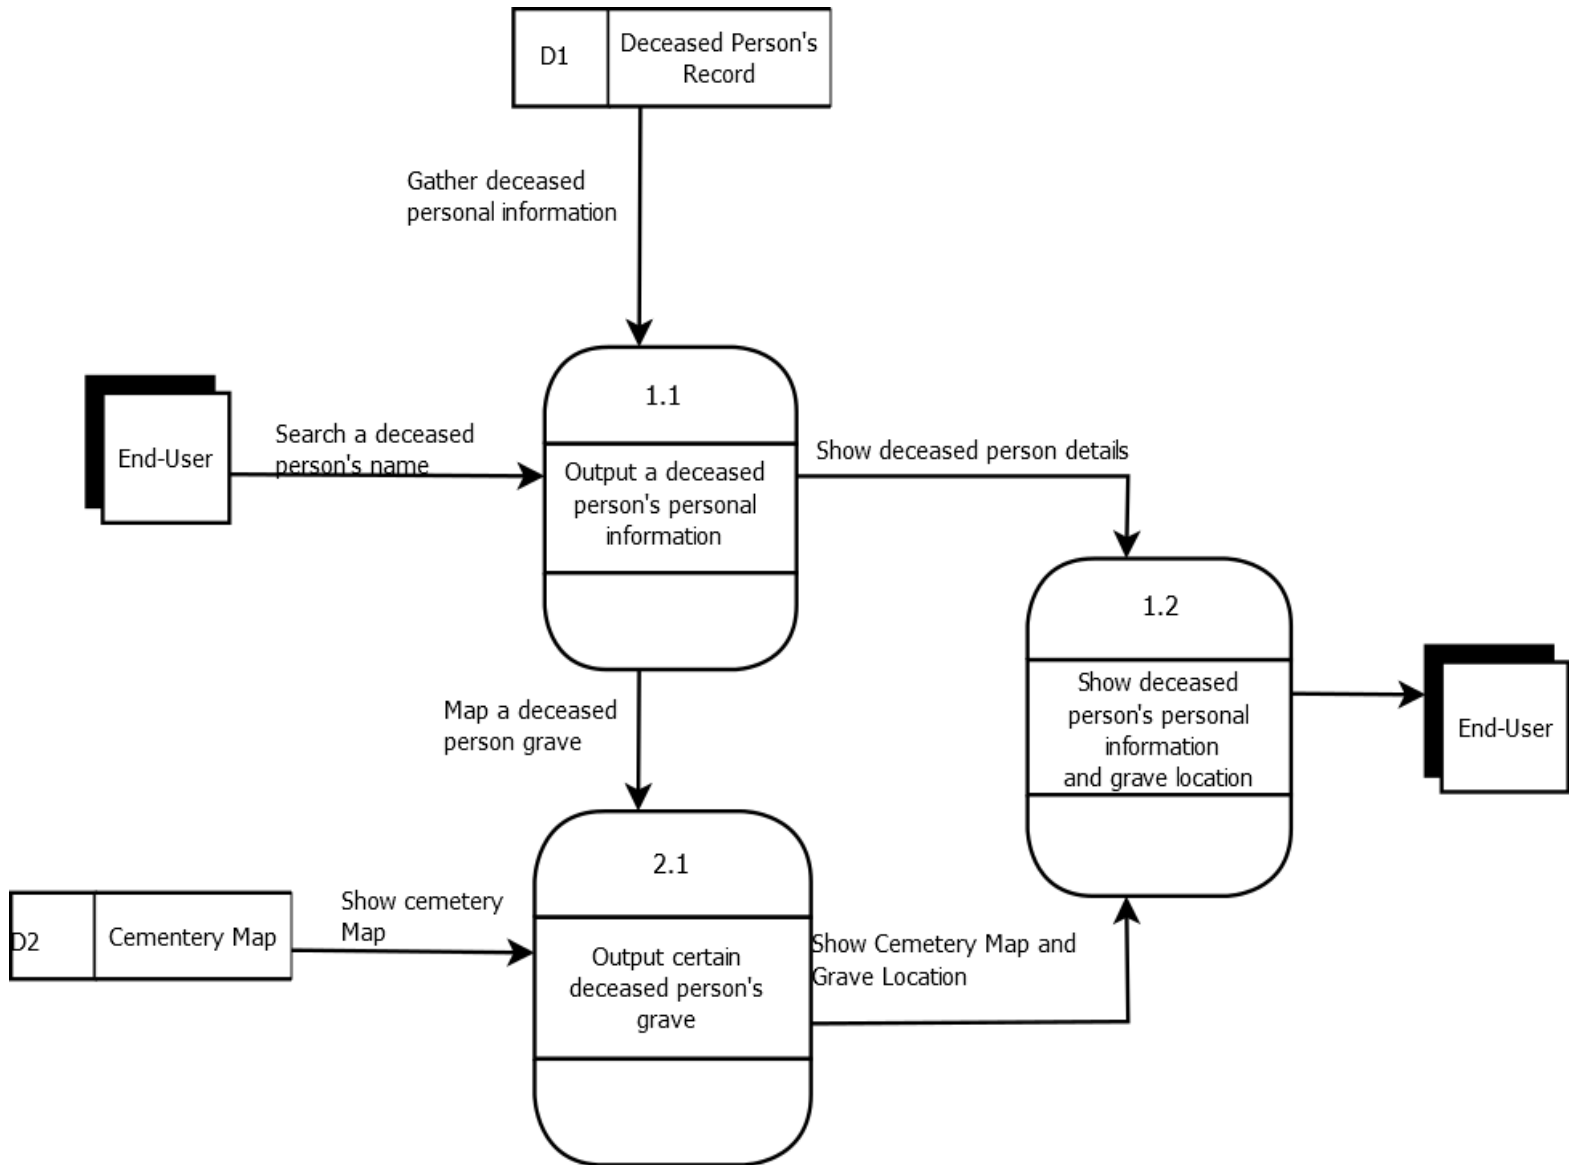 D1
Deceased Person's
Record
Gather deceased
personal information
1.1
End-User
Search a deceased
person's name
Output a deceased
person's personal
information
Show deceased person details
1.2
Show deceased
person's personal
information
and grave location
End-User
Map a deceased
person grave
2.1
D2
Cementery Map
Show cemetery
Map
Output certain
deceased person's
grave
Show Cemetery Map and
Grave Location